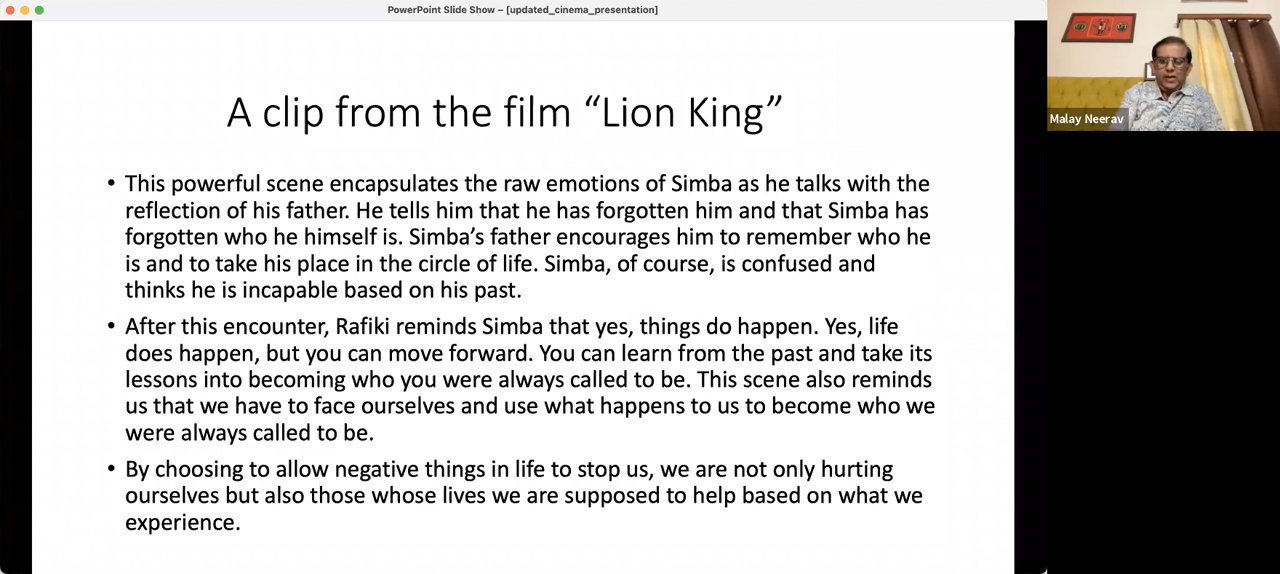 PowerPoint Slide Show – [updated_cinema_presentation]
A clip from the film “Lion King”
• This powerful scene encapsulates the raw emotions of Simba as he talks with the
reflection of his father. He tells him that he has forgotten him and that Simba has
forgotten who he himself is. Simba’s father encourages him to remember who he
is and to take his place in the circle of life. Simba, of course, is confused and
thinks he is incapable based on his past.
• After this encounter, Rafiki reminds Simba that yes, things do happen. Yes, life
does happen, but you can move forward. You can learn from the past and take its
lessons into becoming who you were always called to be. This scene also reminds
us that we have to face ourselves and use what happens to us to become who we
were always called to be.
• By choosing to allow negative things in life to stop us, we are not only hurting
ourselves but also those whose lives we are supposed to help based on what we
experience.
Malay Neerav